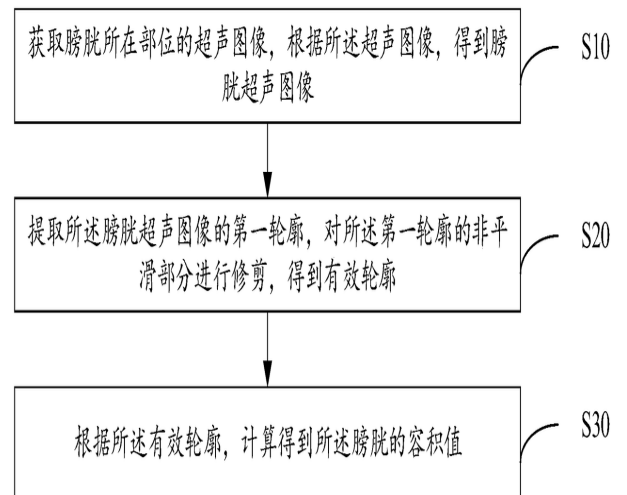 获取膀胱所在部位的超声图像，根据所述超声图像，得到膀
胱超声图像
S10
提取所述膀胱超声图像的第一轮廓，对所述第一轮廓的非平
滑部分进行修剪，得到有效轮廓
S20
根据所述有效轮廓，计算得到所述膀胱的容积值
S30